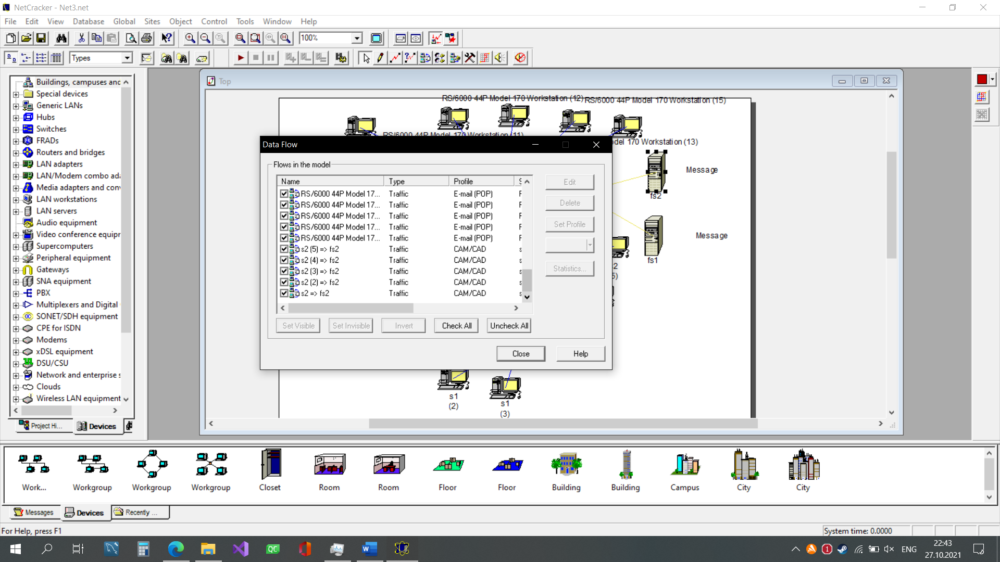 NetCracker - Net3.net
File Edit View Database Global Sites Object Control Tools Window Help
100%
Types
Buildings, campuses and
Special devices
Generic LANs
Hubs
Switches
FRADs
Routers and bridges
LAN adapters
LAN/Modem combo ada
Media adapters and con
LAN workstations
LAN servers
Audio equipment
Video conference equipr
Supercomputers
Peripheral equipment
Gateways
SNA equipment
PBX
Multiplexers and Digital
SONET/SDH equipment
CPE for ISDN
Modems
xDSL equipment
DSU/CSU
Network and enterprise s
Clouds
Wireless LAN equipment
Project Hi... Devices
Top
RS/6000 44P Model 170 Workstation (12) RS/6000 44P Model 170 Workstation (15)
RS/6000 44P Model 170 Workstation (11)
del 170 Workstation (13)
Message
fs2
Message
fs1
2
5)
s1
(2)
s1
(3)
Data Flow
Flows in the model
Name Type Profile S
RS/6000 44P Model 17... Traffic E-mail (POP) F
RS/6000 44P Model 17... Traffic E-mail (POP) F
RS/6000 44P Model 17... Traffic E-mail (POP) F
RS/6000 44P Model 17... Traffic E-mail (POP) F
RS/6000 44P Model 17... Traffic E-mail (POP) F
s2 (5) => fs2 Traffic CAM/CAD s
s2 (4) => fs2 Traffic CAM/CAD s
s2 (3) => fs2 Traffic CAM/CAD s
s2 (2) => fs2 Traffic CAM/CAD s
s2 => fs2 Traffic CAM/CAD s
Edit
Delete
Set Profile
Statistics...
Set Visible Set Invisible Invert Check All Uncheck All
Close Help
Work... Workgroup Workgroup Workgroup Closet Room Room Floor Floor Building Building Campus City City
Messages Devices Recently ...
For Help, press F1
System time: 0.0000
QC
ENG
22:43
27.10.2021